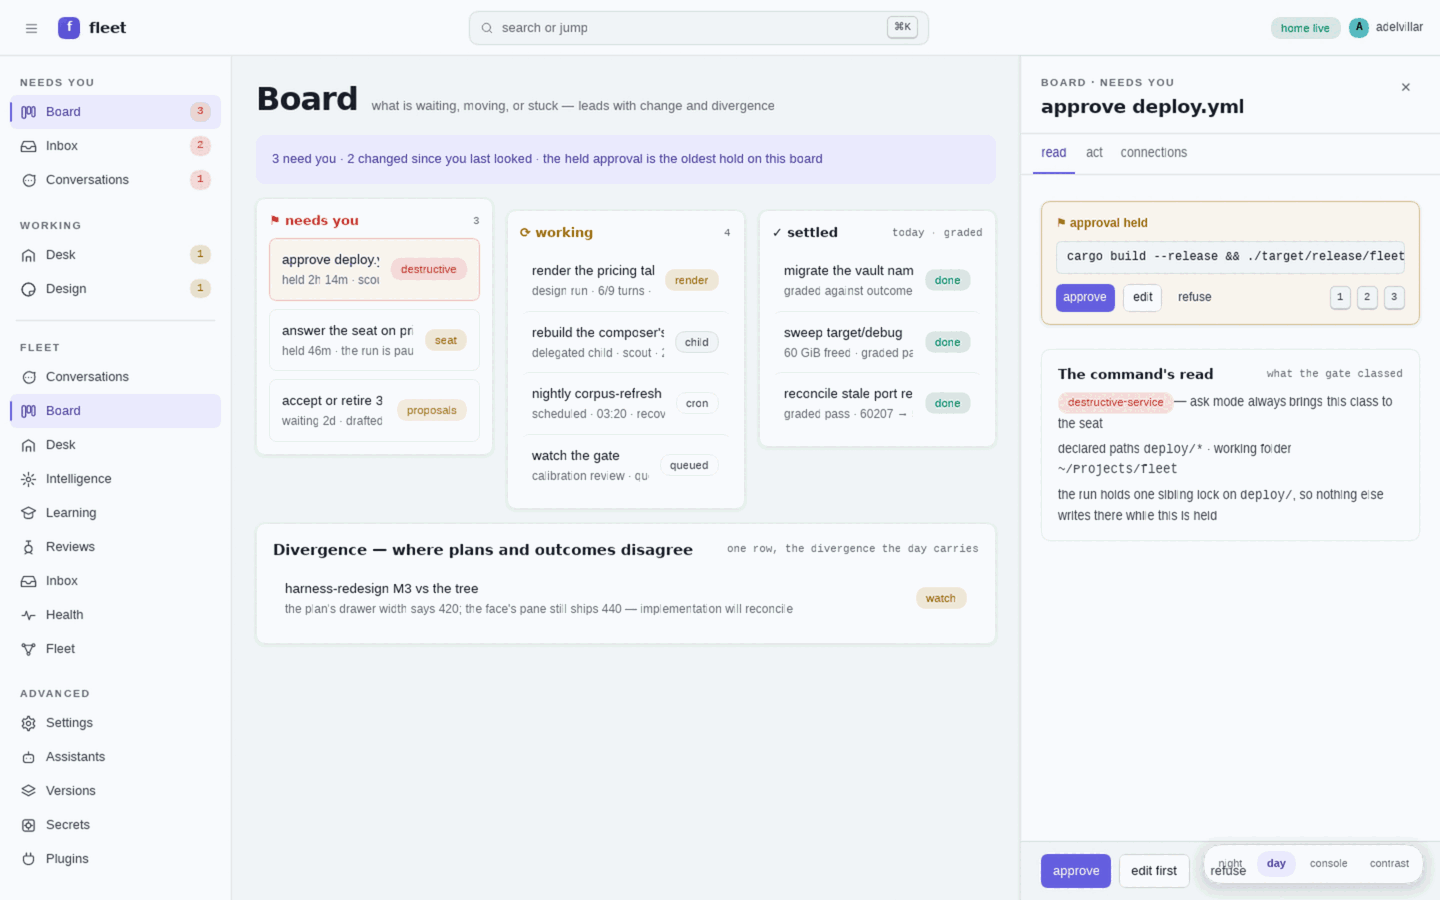 f fleet
search or jump ⌘K
home live A adelvillar
NEEDS YOU
Board 3
Inbox 2
Conversations 1
WORKING
Desk 1
Design 1
FLEET
Conversations
Board
Desk
Intelligence
Learning
Reviews
Inbox
Health
Fleet
ADVANCED
Settings
Assistants
Versions
Secrets
Plugins
Board what is waiting, moving, or stuck — leads with change and divergence
3 need you · 2 changed since you last looked · the held approval is the oldest hold on this board
⚑ needs you 3
approve deploy.y destructive
held 2h 14m · scou
answer the seat on pri seat
held 46m · the run is pau
accept or retire 3 proposals
waiting 2d · drafted
⟳ working 4
render the pricing tal render
design run · 6/9 turns ·
rebuild the composer's child
delegated child · scout · 2
nightly corpus-refresh cron
scheduled · 03:20 · recov
watch the gate queued
calibration review · qu
✓ settled today · graded
migrate the vault nam done
graded against outcome
sweep target/debug done
60 GiB freed · graded pa
reconcile stale port re done
graded pass · 60207 →
Divergence — where plans and outcomes disagree one row, the divergence the day carries
harness-redesign M3 vs the tree watch
the plan's drawer width says 420; the face's pane still ships 440 — implementation will reconcile
BOARD · NEEDS YOU
approve deploy.yml ×
read act connections
⚑ approval held
cargo build --release && ./target/release/fleet
approve edit refuse 1 2 3
The command's read what the gate classed
destructive-service — ask mode always brings this class to
the seat
declared paths deploy/* · working folder
~/Projects/fleet
the run holds one sibling lock on deploy/, so nothing else
writes there while this is held
approve edit first refuse
night day console contrast